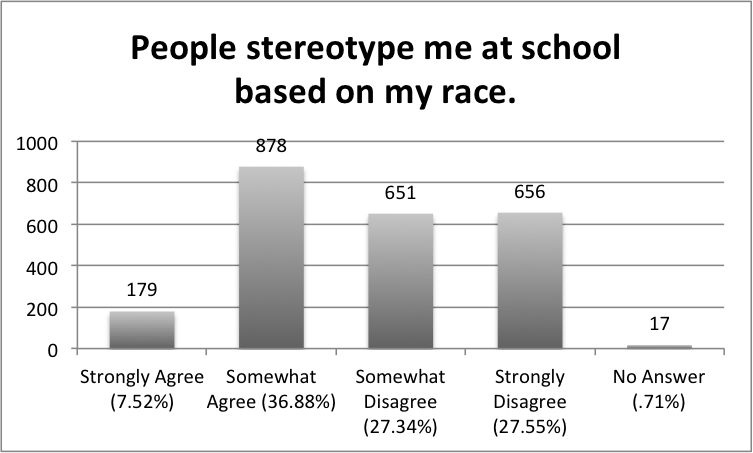 People stereotype me at school
based on my race.
1000
800
600
400
200
0
179
878
651
656
17
Strongly Agree
(7.52%)
Somewhat
Agree (36.88%)
Somewhat
Disagree
(27.34%)
Strongly
Disagree
(27.55%)
No Answer
(.71%)